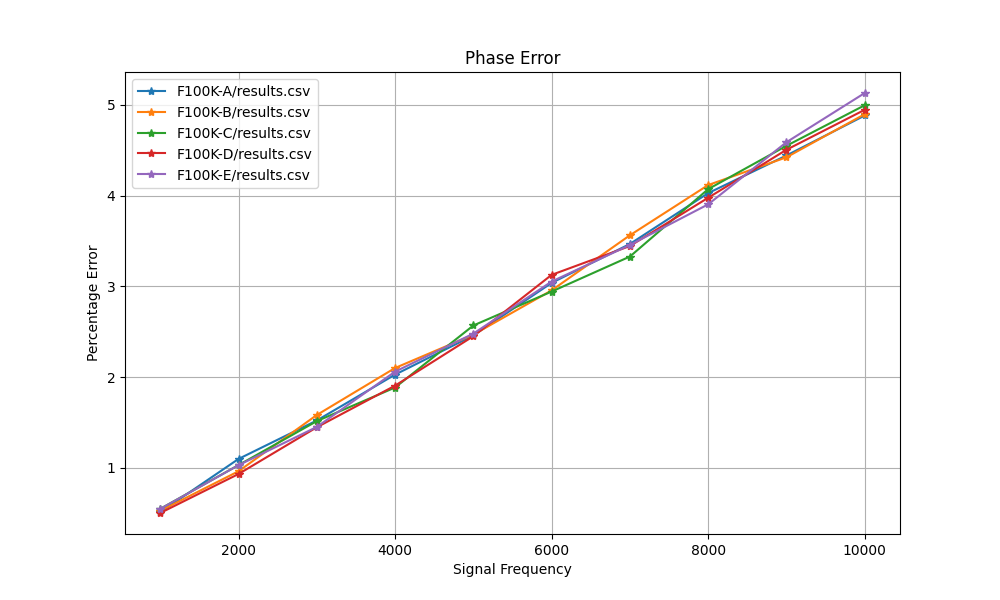 Phase Error
F100K-A/results.csv
F100K-B/results.csv
F100K-C/results.csv
F100K-D/results.csv
F100K-E/results.csv
Percentage Error
5
4
3
2
1
2000 4000 6000 8000 10000
Signal Frequency